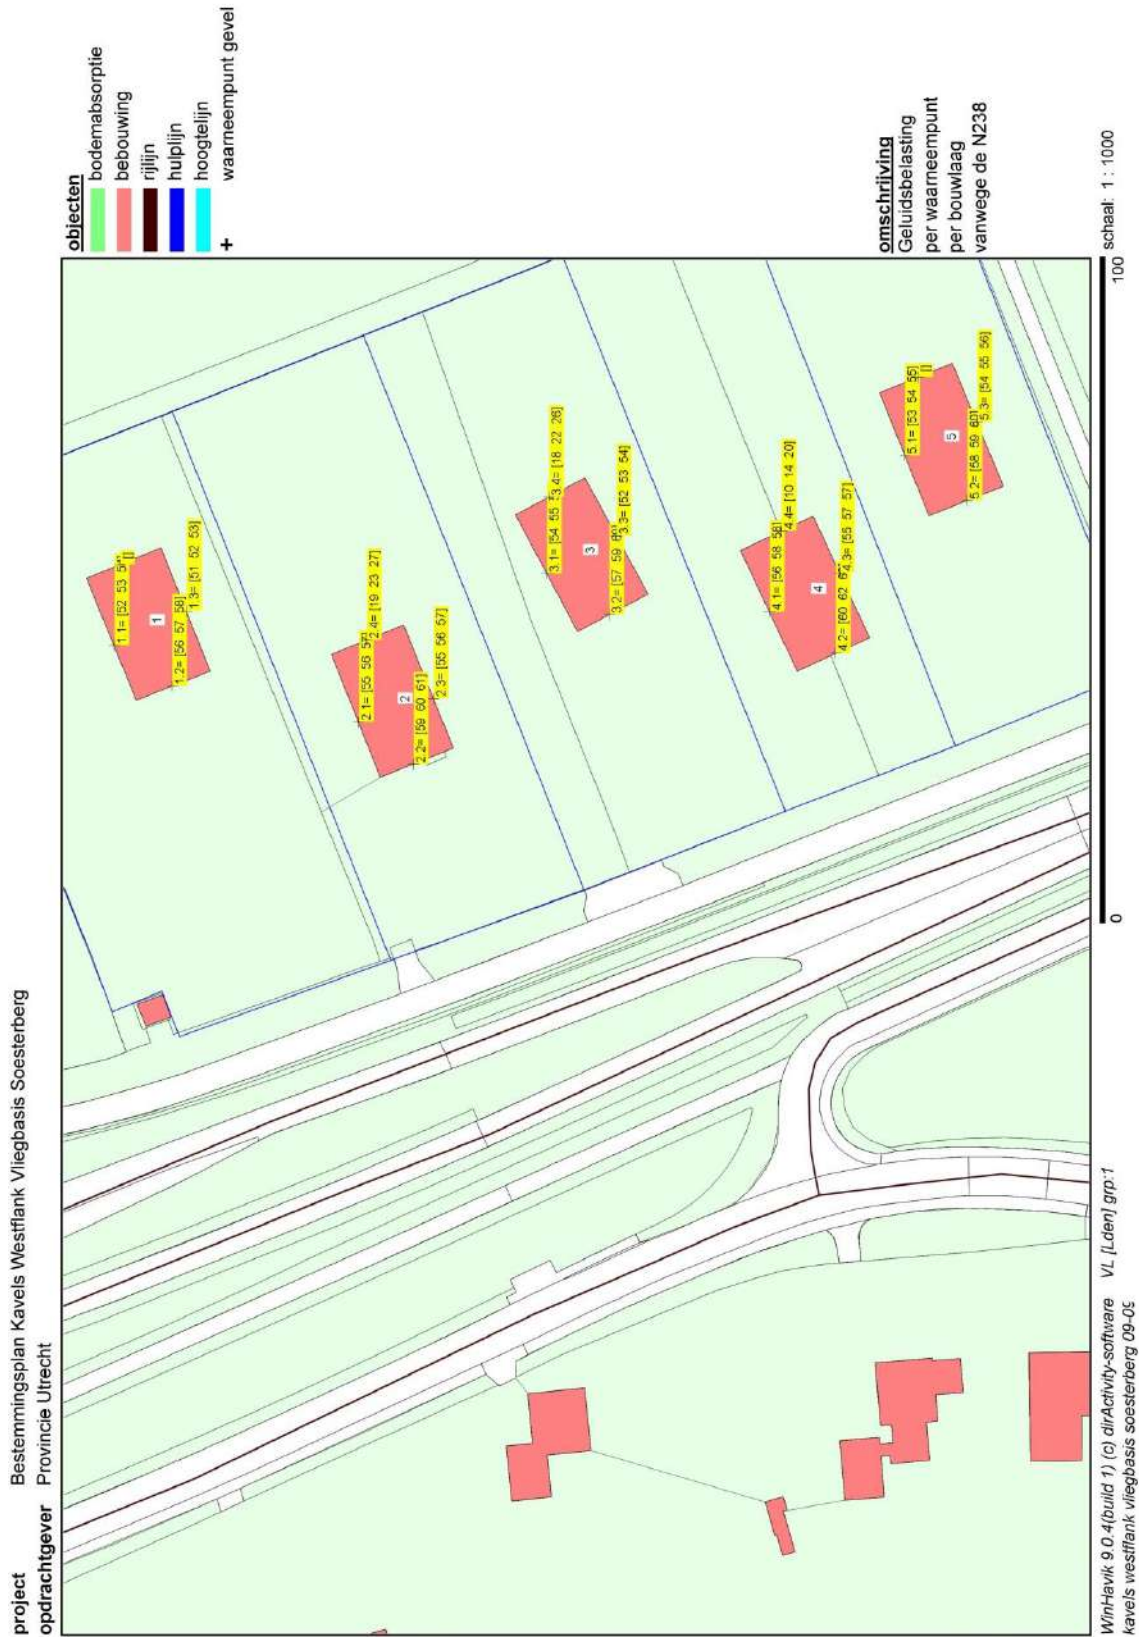 project Bestemmingsplan Kavels Westflank Vliegbasis Soesterberg
opdrachtgever Provincie Utrecht
objecten
bodemabsorptie
bebouwing
rijlijn
hulplijn
hoogtelijn
+ waarneempunt gevel
omschrijving
Geluidsbelasting
per waarneempunt
per bouwlaag
vanwege de N238
1.1= [52 53
[]
1
1.2= [56 57 58]
1.3= [51 52 53]
2.1= [55 56 57
2.4= [19 23 27]
2
2.2= [59 60 61]
2.3= [55 56 57]
3.1= [54 55
3.4= [18 22 26]
3
3.2= [57 59
3.3= [52 53 54]
4.1= [56 58 58]
4.4= [10 14 20]
4
4.2= [60 62
4.3= [55 57 57]
5.1= [53 54 55]
[]
5
5.2= [58 59 60]
5.3= [54 55 56]
0 100 schaal: 1 : 1000
WinHavik 9.0.4(build 1) (c) dirActivity-software VL [Lden] grp:1
kavels westflank vliegbasis soesterberg